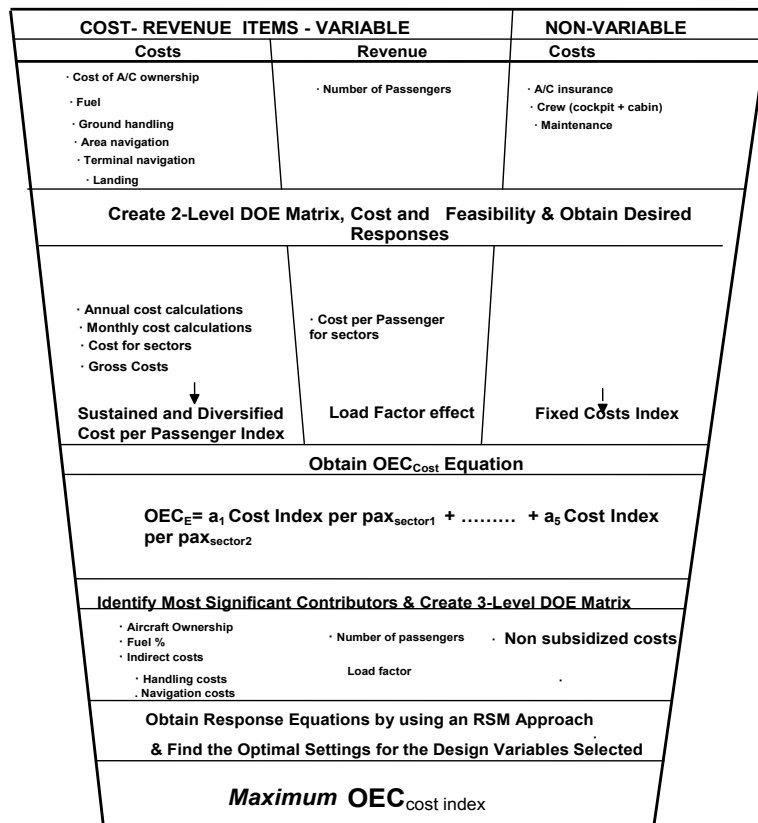 COST- REVENUE ITEMS - VARIABLE NON-VARIABLE
Costs Revenue Costs
· Cost of A/C ownership
· Fuel
· Ground handling
· Area navigation
· Terminal navigation
· Landing
· Number of Passengers
· A/C insurance
· Crew (cockpit + cabin)
· Maintenance
Create 2-Level DOE Matrix, Cost and Feasibility & Obtain Desired
Responses
· Annual cost calculations
· Monthly cost calculations
· Cost for sectors
· Gross Costs
· Cost per Passenger
for sectors
Sustained and Diversified
Cost per Passenger Index
Load Factor effect
Fixed Costs Index
Obtain OECCost Equation
OECE= a1 Cost Index per paxsector1 + ……… + a5 Cost Index
per paxsector2
Identify Most Significant Contributors & Create 3-Level DOE Matrix
· Aircraft Ownership
· Fuel %
· Indirect costs
· Handling costs
. Navigation costs
· Number of passengers
Load factor
· Non subsidized costs
.
Obtain Response Equations by using an RSM Approach
& Find the Optimal Settings for the Design Variables Selected
Maximum OECcost index